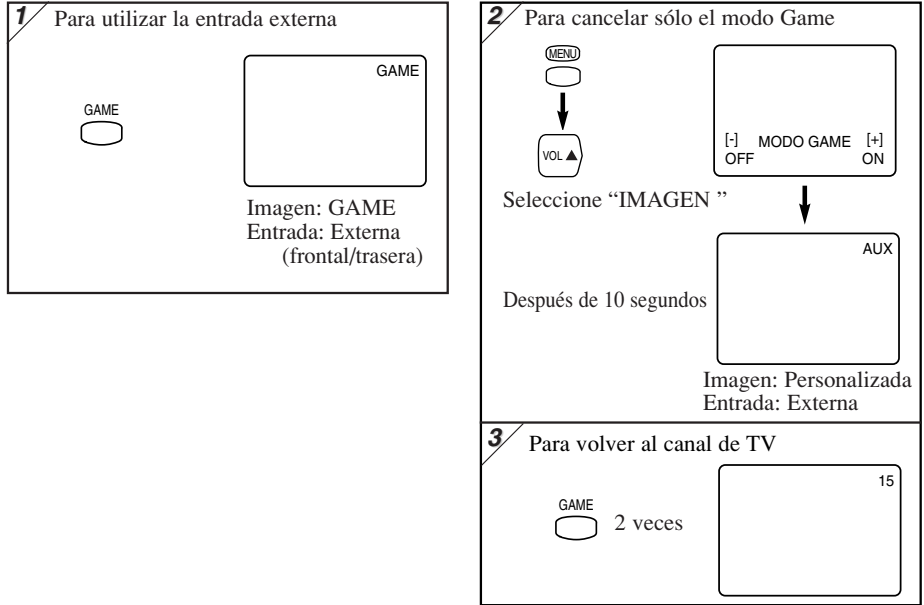 1 Para utilizar la entrada externa
GAME
GAME
Imagen: GAME
Entrada: Externa
(frontal/trasera)
2 Para cancelar sólo el modo Game
MENU
VOL ▲
[-] MODO GAME [+]
OFF ON
Seleccione “IMAGEN ”
AUX
Después de 10 segundos
Imagen: Personalizada
Entrada: Externa
3 Para volver al canal de TV
15
GAME
2 veces